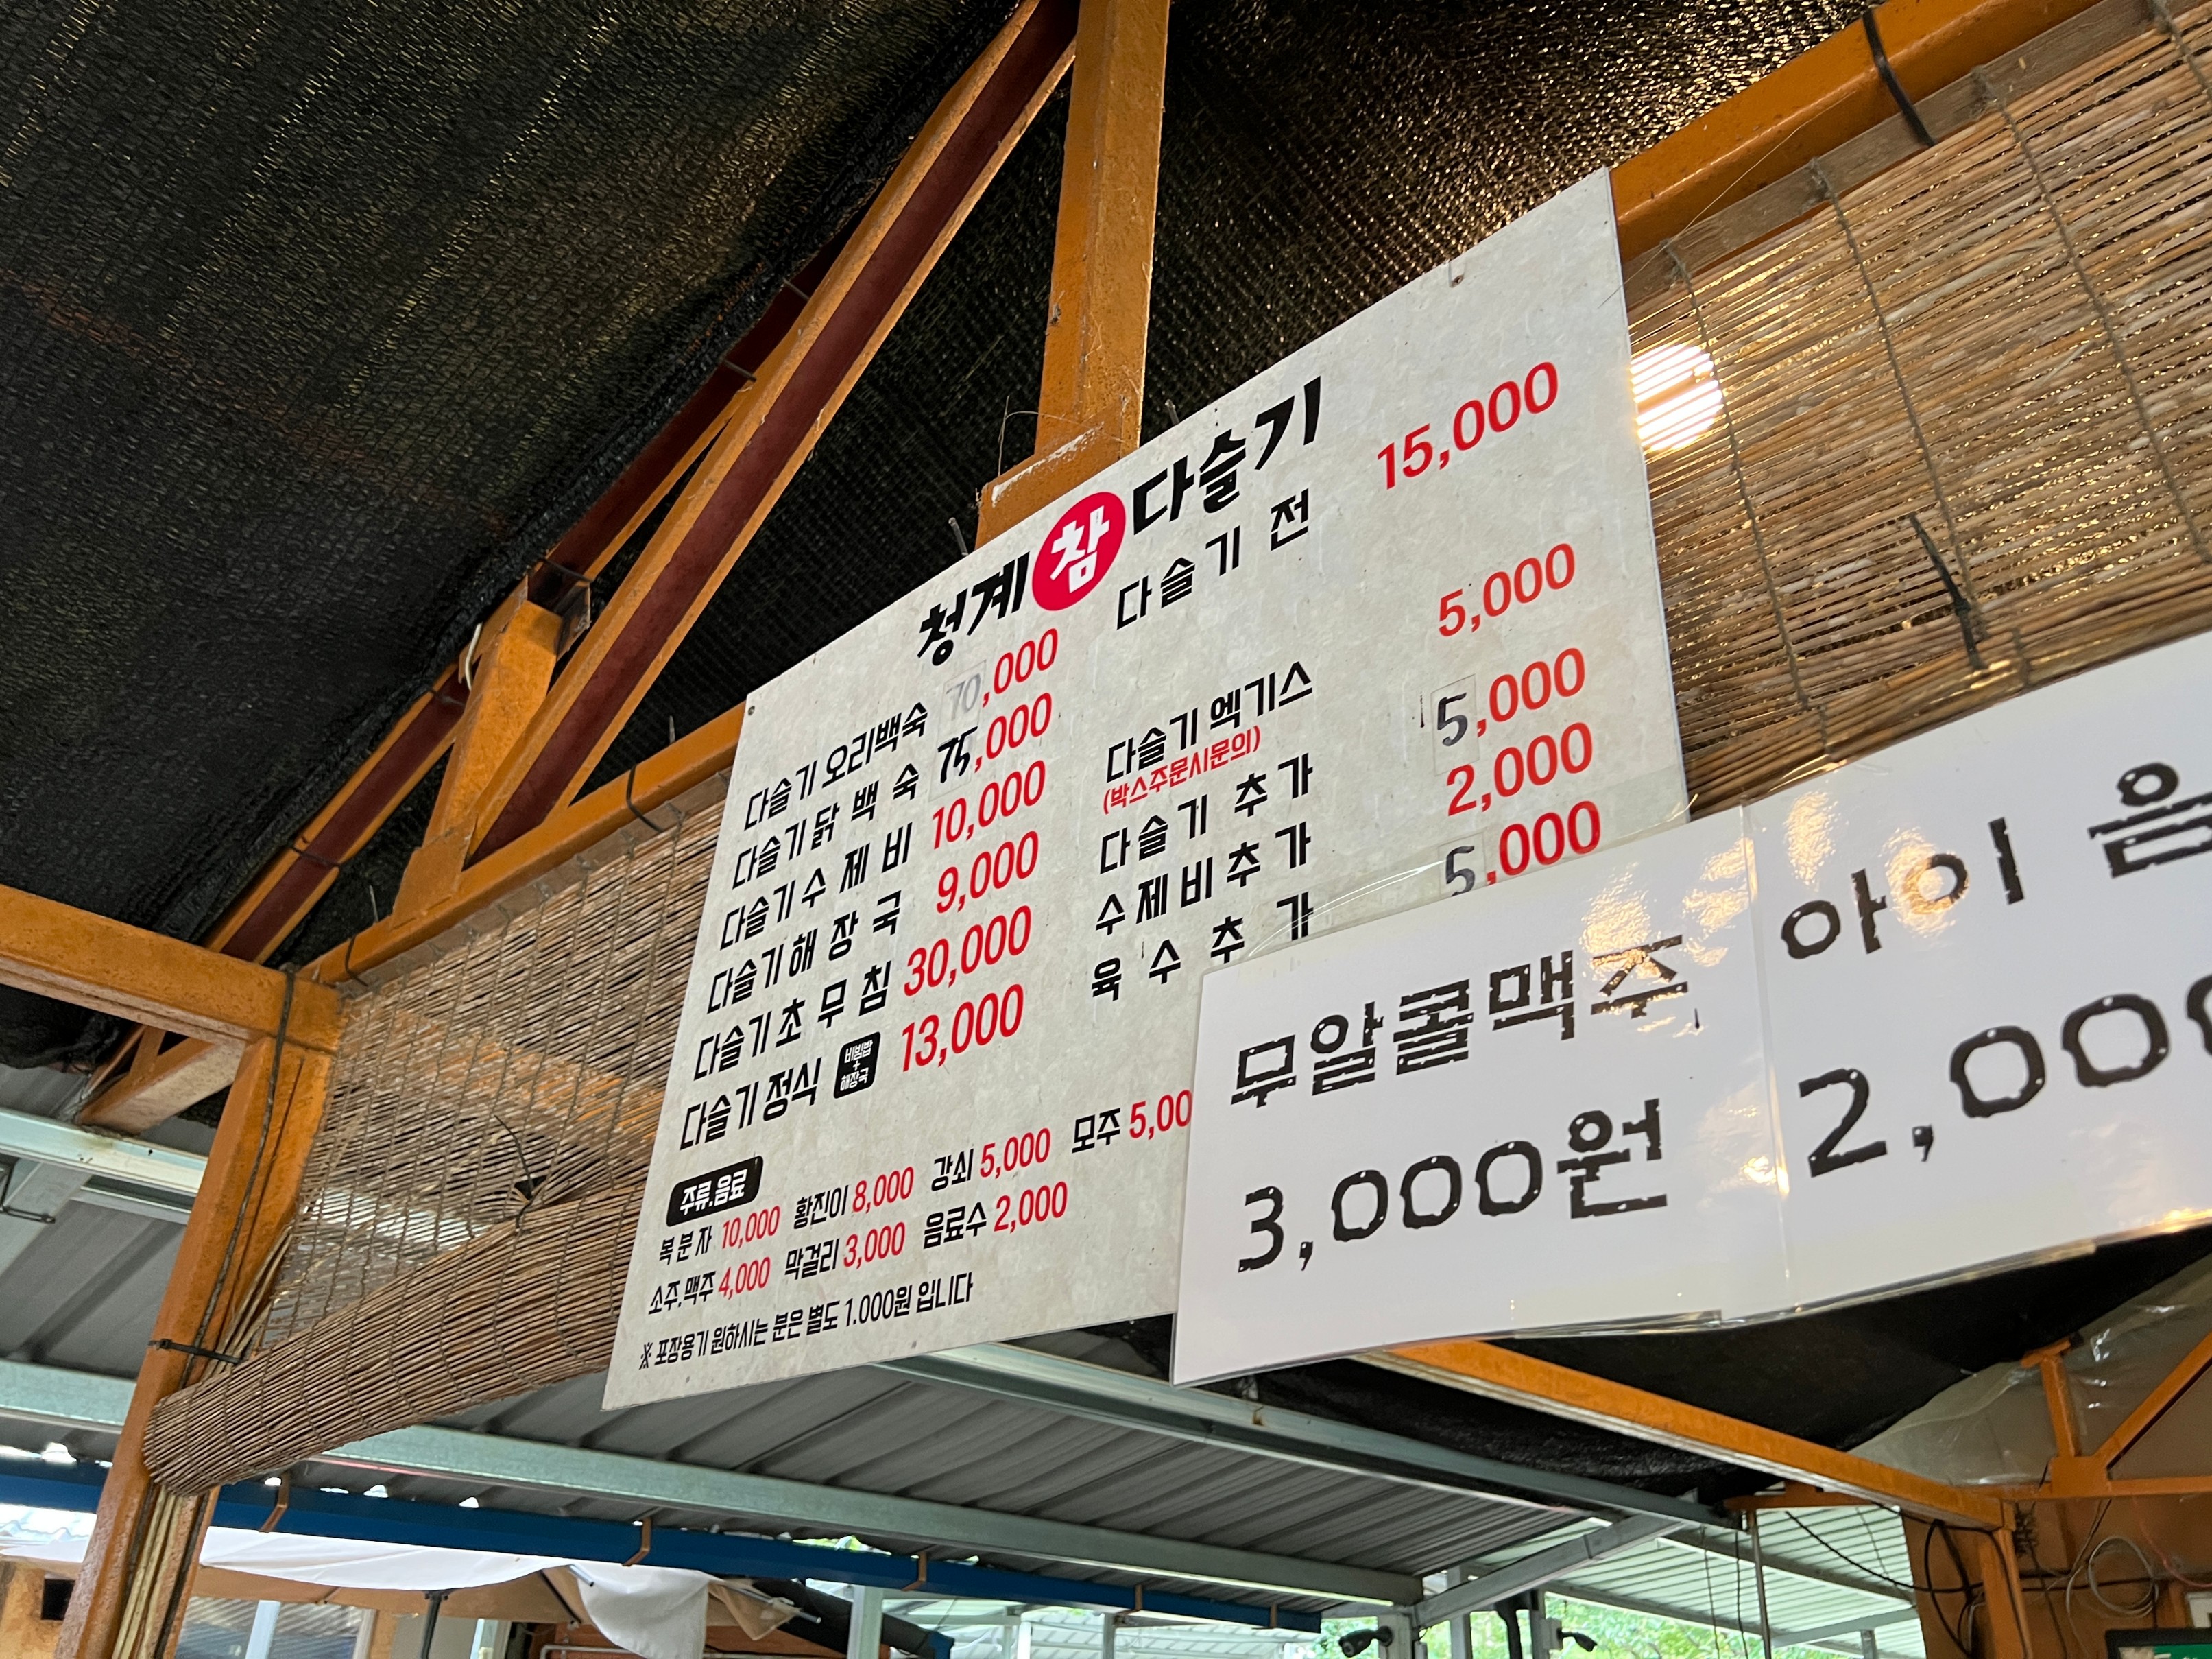 청계 참 다슬기
다슬기 오리백숙 70,000
다슬기 닭 백 숙 75,000
다슬기 수 제 비 10,000
다슬기 해 장 국 9,000
다슬기 초 무 침 30,000
다슬기 정식 비빔밥+해장국 13,000
다슬기 전 15,000
다슬기 엑기스 5,000
(박스주문시문의)
다슬기 추가 5,000
수제비추가 2,000
육 수 추 가 5,000
주류.음료
복분자 10,000 황진이 8,000 강쇠 5,000 모주 5,00
소주.맥주 4,000 막걸리 3,000 음료수 2,000
※ 포장용기 원하시는 분은 별도 1.000원 입니다
무알콜맥주
3,000원
아이 음
2,000